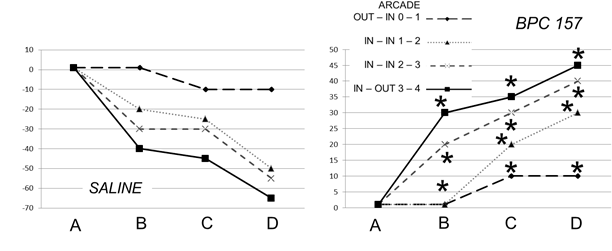 ARCADE
OUT – IN 0 – 1
IN – IN 1 – 2
IN – IN 2 – 3
IN – OUT 3 – 4
BPC 157
10
0
-10
-20
-30
-40
-50
-60
-70
SALINE
A B C D
50
45
40
35
30
25
20
15
10
5
0
* * * * * * * * * * *
A B C D